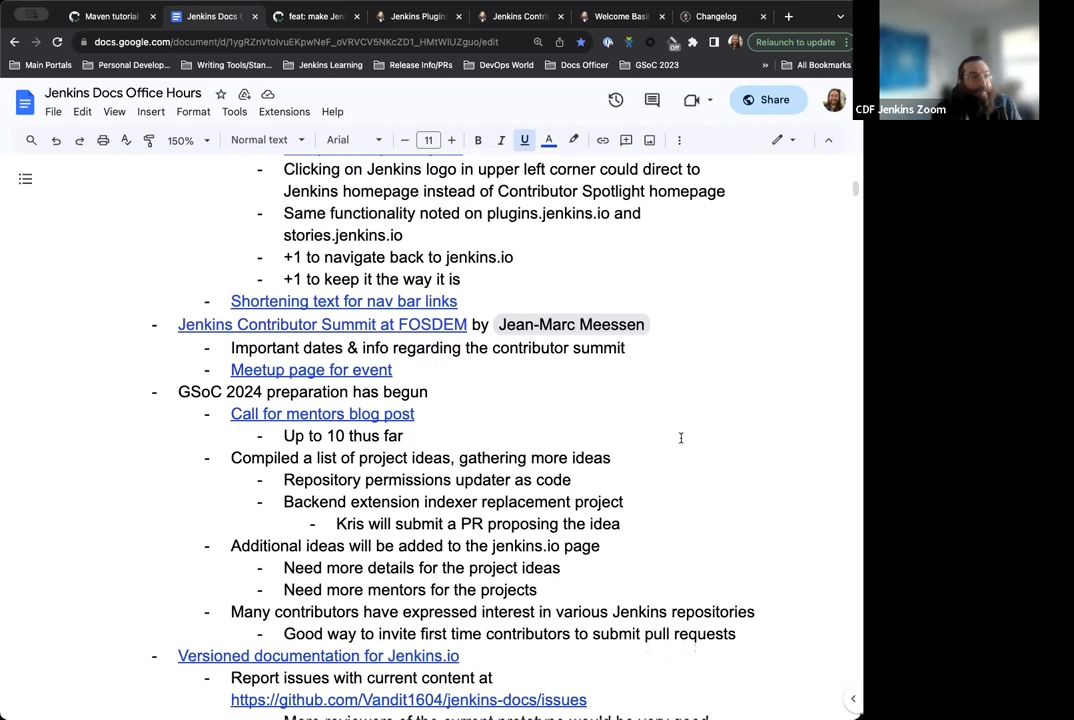 Maven tutorial
Jenkins Docs O
feat: make Jen
Jenkins Plugin
Jenkins Contri
Welcome Basil
Changelog
docs.google.com/document/d/1ygRZnVtoIvuEKpwNeF_oVRVCV5NKcZD1_HMtWlUZguo/edit
Off
Relaunch to update
Main Portals
Personal Develop...
Writing Tools/Stan...
Jenkins Learning
Release Info/PRs
DevOps World
Docs Officer
GSoC 2023
»
All Bookmarks
CDF Jenkins Zoom
Jenkins Docs Office Hours
File Edit View Insert Format Tools Extensions Help
Share
150% Normal text Arial 11 B I U A
- Clicking on Jenkins logo in upper left corner could direct to
Jenkins homepage instead of Contributor Spotlight homepage
- Same functionality noted on plugins.jenkins.io and
stories.jenkins.io
- +1 to navigate back to jenkins.io
- +1 to keep it the way it is
- Shortening text for nav bar links
- Jenkins Contributor Summit at FOSDEM by Jean-Marc Meessen
- Important dates & info regarding the contributor summit
- Meetup page for event
- GSoC 2024 preparation has begun
- Call for mentors blog post
- Up to 10 thus far
- Compiled a list of project ideas, gathering more ideas
- Repository permissions updater as code
- Backend extension indexer replacement project
- Kris will submit a PR proposing the idea
- Additional ideas will be added to the jenkins.io page
- Need more details for the project ideas
- Need more mentors for the projects
- Many contributors have expressed interest in various Jenkins repositories
- Good way to invite first time contributors to submit pull requests
- Versioned documentation for Jenkins.io
- Report issues with current content at
https://github.com/Vandit1604/jenkins-docs/issues
- More reviewers of the current prototype would be very good